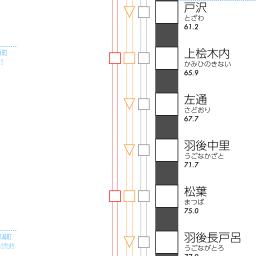 戸沢
とざわ
61.2
上桧木内
かみひのきない
65.9
左通
さどおり
67.7
羽後中里
うごなかざと
71.7
松葉
まつば
75.0
羽後長戸呂
うごながとろ
77.9